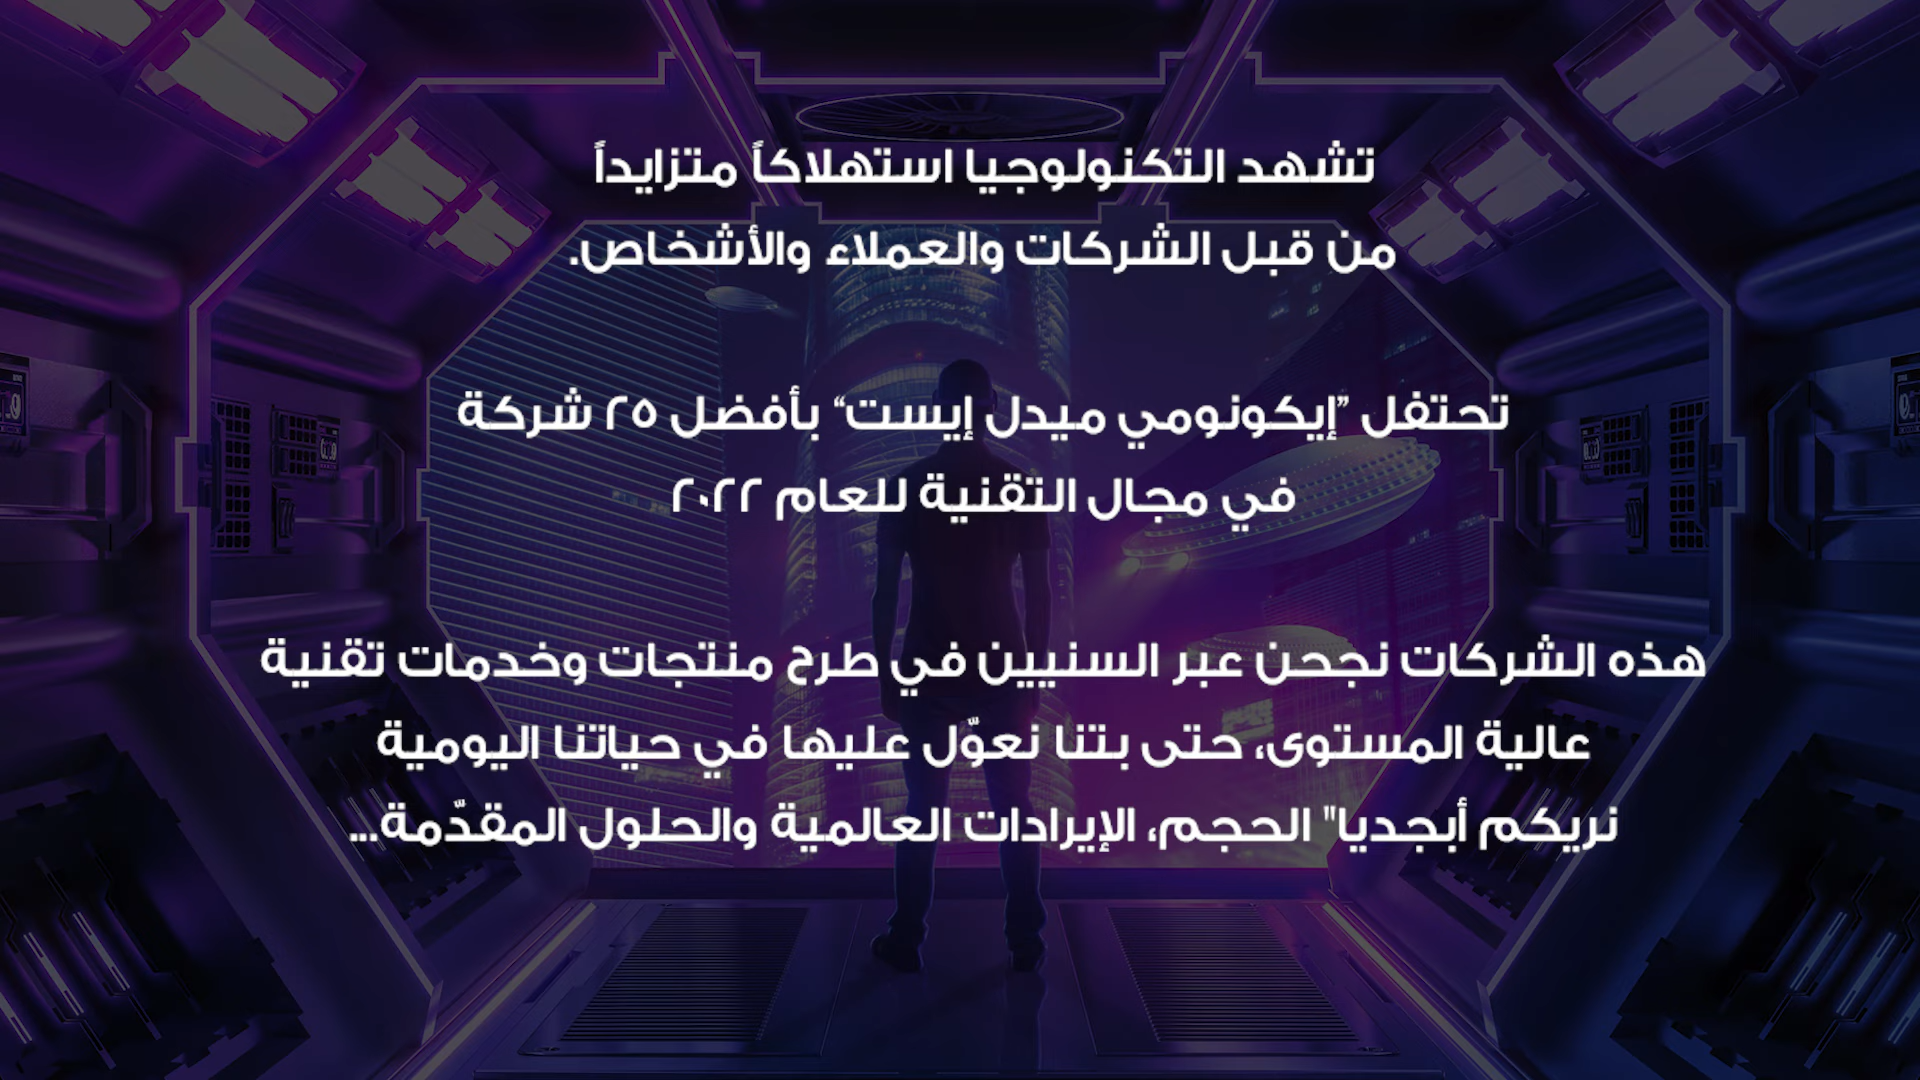 تشهد التكنولوجيا استهلاكاً متزايداً
من قبل الشركات والعملاء والأشخاص.
تحتفل ”إيكونومي ميدل إيست“ بأفضل ٢٥ شركة
في مجال التقنية للعام ٢٠٢٢
هذه الشركات نجحن عبر السنيين في طرح منتجات وخدمات تقنية
عالية المستوى، حتى بتنا نعوّل عليها في حياتنا اليومية
نريكم أبجديا" الحجم، الإيرادات العالمية والحلول المقدّمة...